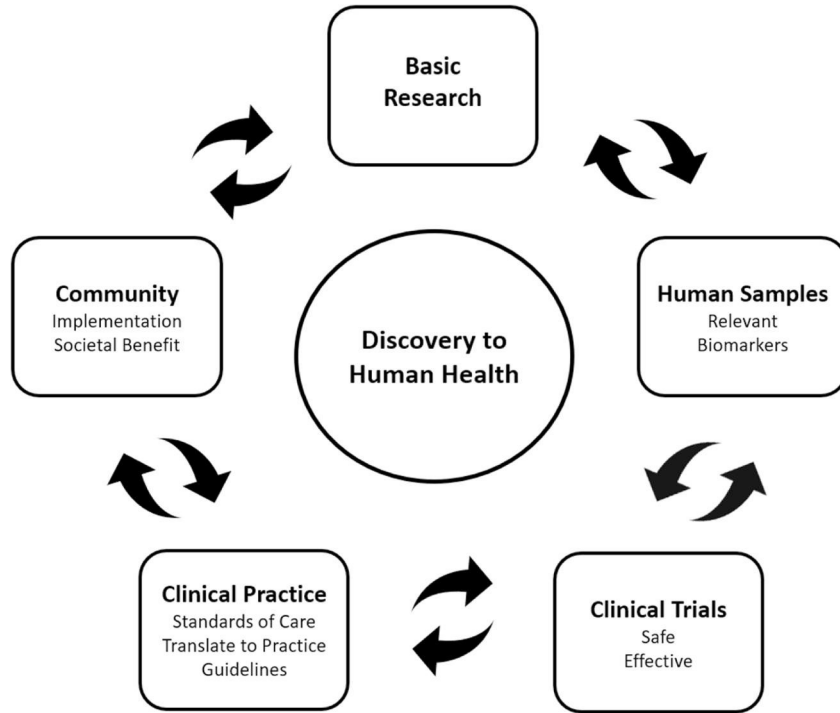 Basic
Research
Community
Implementation
Societal Benefit
Discovery to
Human Health
Human Samples
Relevant
Biomarkers
Clinical Practice
Standards of Care
Translate to Practice
Guidelines
Clinical Trials
Safe
Effective